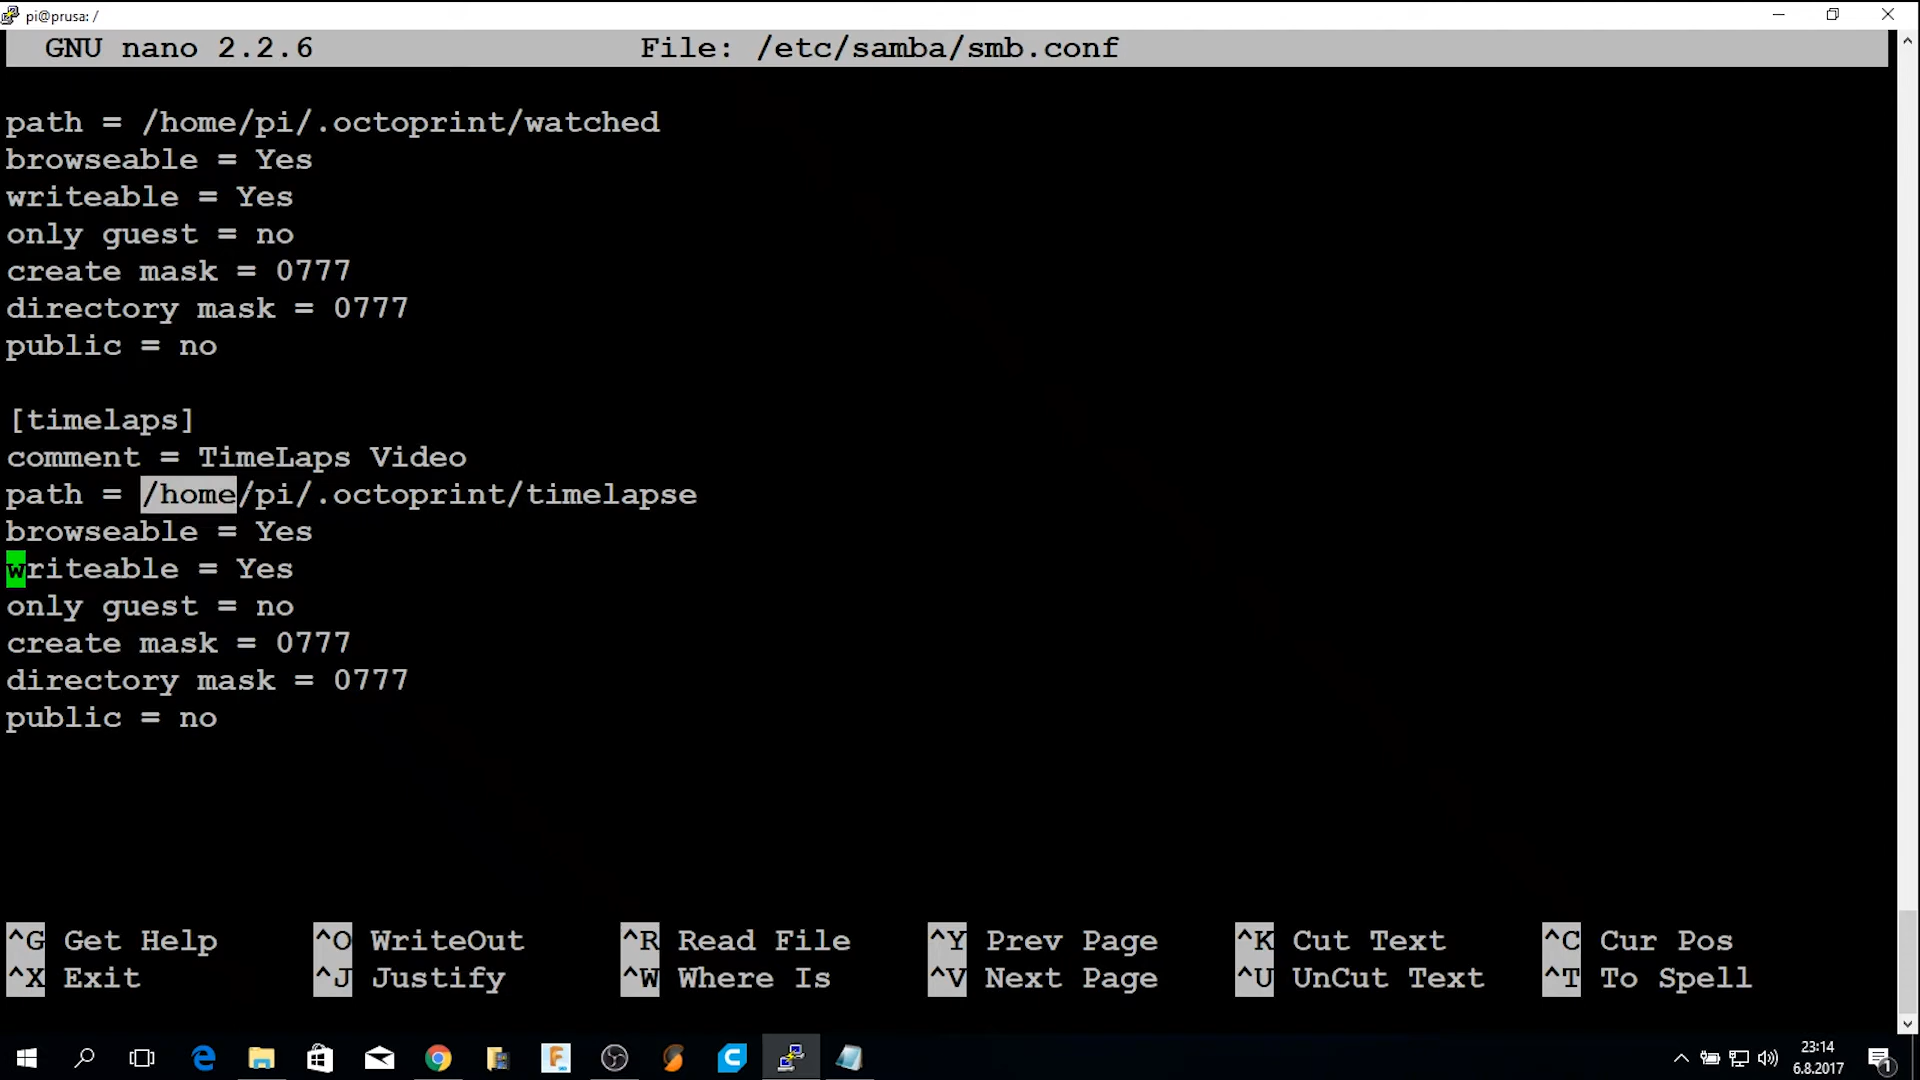 pi@prusa: /
GNU nano 2.2.6 File: /etc/samba/smb.conf
path = /home/pi/.octoprint/watched
browseable = Yes
writeable = Yes
only guest = no
create mask = 0777
directory mask = 0777
public = no
[timelaps]
comment = TimeLaps Video
path = /home/pi/.octoprint/timelapse
browseable = Yes
writeable = Yes
only guest = no
create mask = 0777
directory mask = 0777
public = no
^G Get Help ^O WriteOut ^R Read File ^Y Prev Page ^K Cut Text ^C Cur Pos
^X Exit ^J Justify ^W Where Is ^V Next Page ^U UnCut Text ^T To Spell
23:14
6.8.2017
1